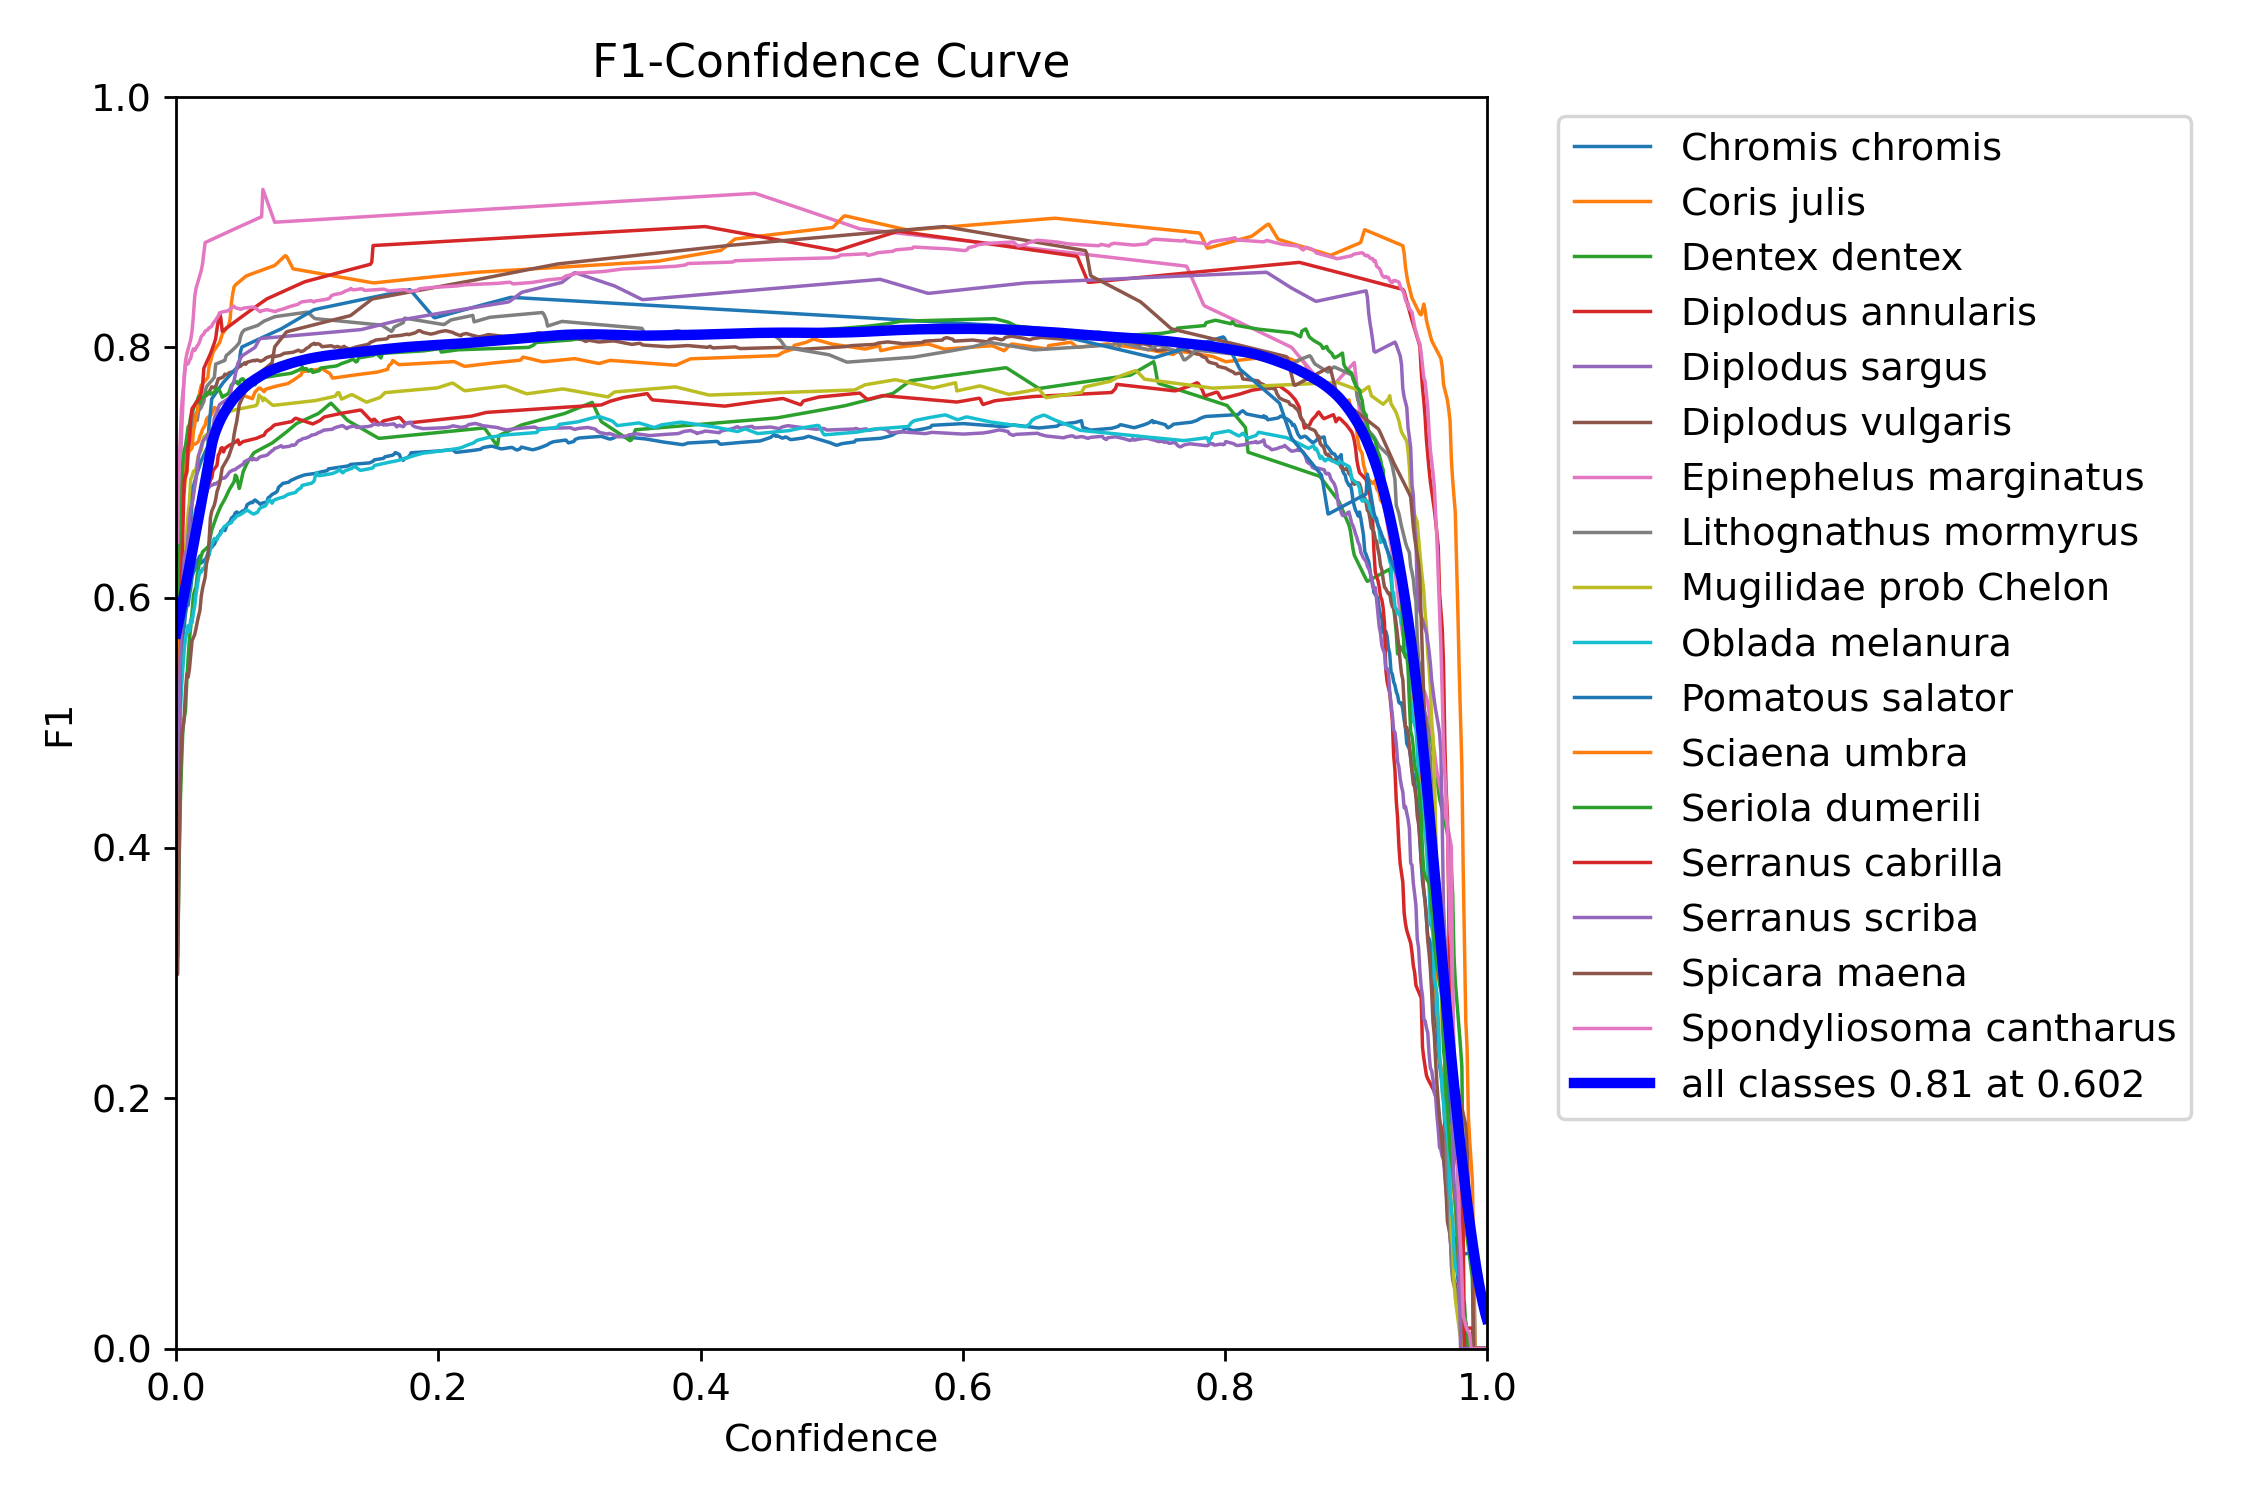 F1-Confidence Curve
1.0
0.8
0.6
0.4
0.2
0.0
F1
0.0 0.2 0.4 0.6 0.8 1.0
Confidence
Chromis chromis
Coris julis
Dentex dentex
Diplodus annularis
Diplodus sargus
Diplodus vulgaris
Epinephelus marginatus
Lithognathus mormyrus
Mugilidae prob Chelon
Oblada melanura
Pomatous salator
Sciaena umbra
Seriola dumerili
Serranus cabrilla
Serranus scriba
Spicara maena
Spondyliosoma cantharus
all classes 0.81 at 0.602